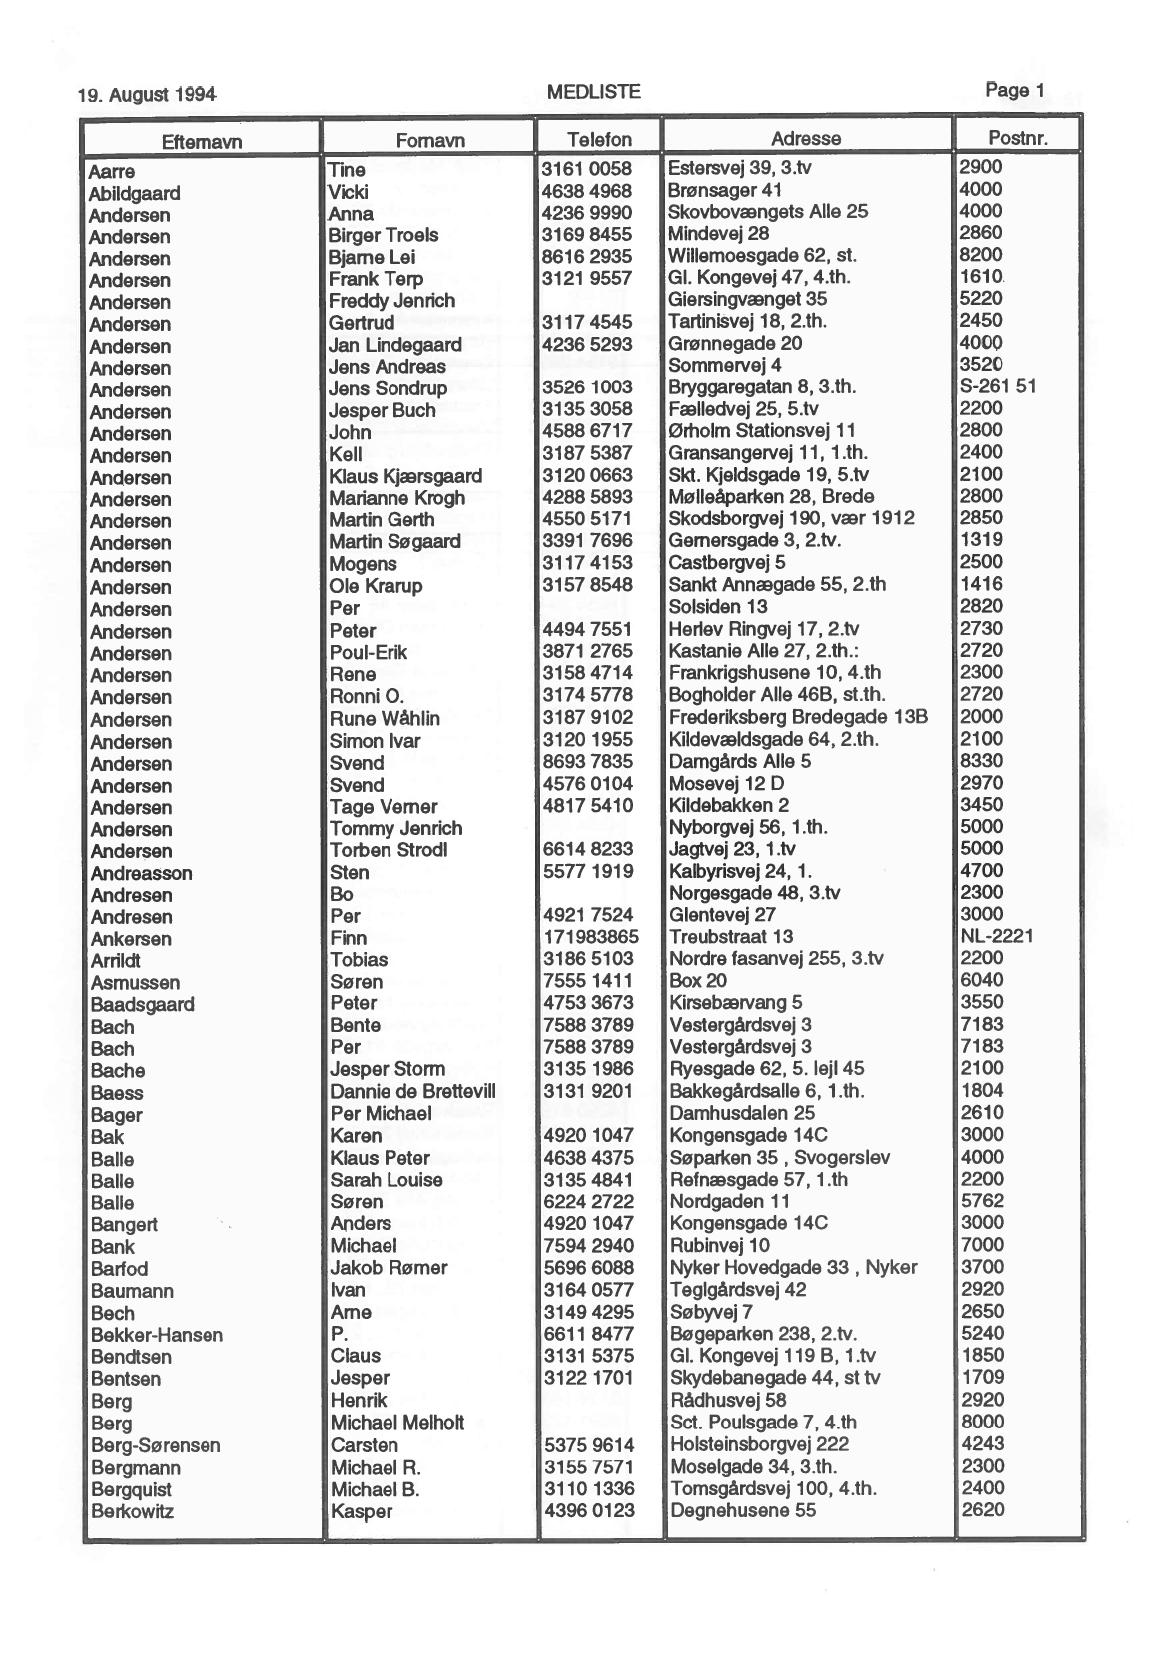 19. August 1994 MEDLISTE Page 1
Efternavn Fornavn Telefon Adresse Postnr.
Aarre Tine 3161 0058 Estersvej 39, 3.tv 2900
Abildgaard Vicki 4638 4968 Brønsager 41 4000
Andersen Anna 4236 9990 Skovbovængets Alle 25 4000
Andersen Birger Troels 3169 8455 Mindevej 28 2860
Andersen Bjarne Lei 8616 2935 Willemoesgade 62, st. 8200
Andersen Frank Terp 3121 9557 Gl. Kongevej 47, 4.th. 1610
Andersen Freddy Jenrich Giersingvænget 35 5220
Andersen Gertrud 3117 4545 Tartinisvej 18, 2.th. 2450
Andersen Jan Lindegaard 4236 5293 Grønnegade 20 4000
Andersen Jens Andreas Sommervej 4 3520
Andersen Jens Sondrup 3526 1003 Bryggaregatan 8, 3.th. S-261 51
Andersen Jesper Buch 3135 3058 Fælledvej 25, 5.tv 2200
Andersen John 4588 6717 Ørholm Stationsvej 11 2800
Andersen Kell 3187 5387 Gransangervej 11, 1.th. 2400
Andersen Klaus Kjærsgaard 3120 0663 Skt. Kjeldsgade 19, 5.tv 2100
Andersen Marianne Krogh 4288 5893 Mølleåparken 28, Brede 2800
Andersen Martin Gerth 4550 5171 Skodsborgvej 190, vær 1912 2850
Andersen Martin Søgaard 3391 7696 Gernersgade 3, 2.tv. 1319
Andersen Mogens 3117 4153 Castbergvej 5 2500
Andersen Ole Krarup 3157 8548 Sankt Annægade 55, 2.th 1416
Andersen Per Solsiden 13 2820
Andersen Peter 4494 7551 Herlev Ringvej 17, 2.tv 2730
Andersen Poul-Erik 3871 2765 Kastanie Alle 27, 2.th.: 2720
Andersen Rene 3158 4714 Frankrigshusene 10, 4.th 2300
Andersen Ronni O. 3174 5778 Bogholder Alle 46B, st.th. 2720
Andersen Rune Wåhlin 3187 9102 Frederiksberg Bredegade 13B 2000
Andersen Simon Ivar 3120 1955 Kildevældsgade 64, 2.th. 2100
Andersen Svend 8693 7835 Damgårds Alle 5 8330
Andersen Svend 4576 0104 Mosevej 12 D 2970
Andersen Tage Verner 4817 5410 Kildebakken 2 3450
Andersen Tommy Jenrich Nyborgvej 56, 1.th. 5000
Andersen Torben Strodl 6614 8233 Jagtvej 23, 1.tv 5000
Andreasson Sten 5577 1919 Kalbyrisvej 24, 1. 4700
Andresen Bo Norgesgade 48, 3.tv 2300
Andresen Per 4921 7524 Glentevej 27 3000
Ankersen Finn 171983865 Treubstraat 13 NL-2221
Arrildt Tobias 3186 5103 Nordre fasanvej 255, 3.tv 2200
Asmussen Søren 7555 1411 Box 20 6040
Baadsgaard Peter 4753 3673 Kirsebærvang 5 3550
Bach Bente 7588 3789 Vestergårdsvej 3 7183
Bach Per 7588 3789 Vestergårdsvej 3 7183
Bache Jesper Storm 3135 1986 Ryesgade 62, 5. lejl 45 2100
Baess Dannie de Brettevill 3131 9201 Bakkegårdsalle 6, 1.th. 1804
Bager Per Michael Damhusdalen 25 2610
Bak Karen 4920 1047 Kongensgade 14C 3000
Balle Klaus Peter 4638 4375 Søparken 35 , Svogerslev 4000
Balle Sarah Louise 3135 4841 Refnæsgade 57, 1.th 2200
Balle Søren 6224 2722 Nordgaden 11 5762
Bangert Anders 4920 1047 Kongensgade 14C 3000
Bank Michael 7594 2940 Rubinvej 10 7000
Barfod Jakob Rømer 5696 6088 Nyker Hovedgade 33 , Nyker 3700
Baumann Ivan 3164 0577 Teglgårdsvej 42 2920
Bech Arne 3149 4295 Søbyvej 7 2650
Bekker-Hansen P. 6611 8477 Bøgeparken 238, 2.tv. 5240
Bendtsen Claus 3131 5375 Gl. Kongevej 119 B, 1.tv 1850
Bentsen Jesper 3122 1701 Skydebanegade 44, st tv 1709
Berg Henrik Rådhusvej 58 2920
Berg Michael Melholt Sct. Poulsgade 7, 4.th 8000
Berg-Sørensen Carsten 5375 9614 Holsteinsborgvej 222 4243
Bergmann Michael R. 3155 7571 Moselgade 34, 3.th. 2300
Bergquist Michael B. 3110 1336 Tomsgårdsvej 100, 4.th. 2400
Berkowitz Kasper 4396 0123 Degnehusene 55 2620